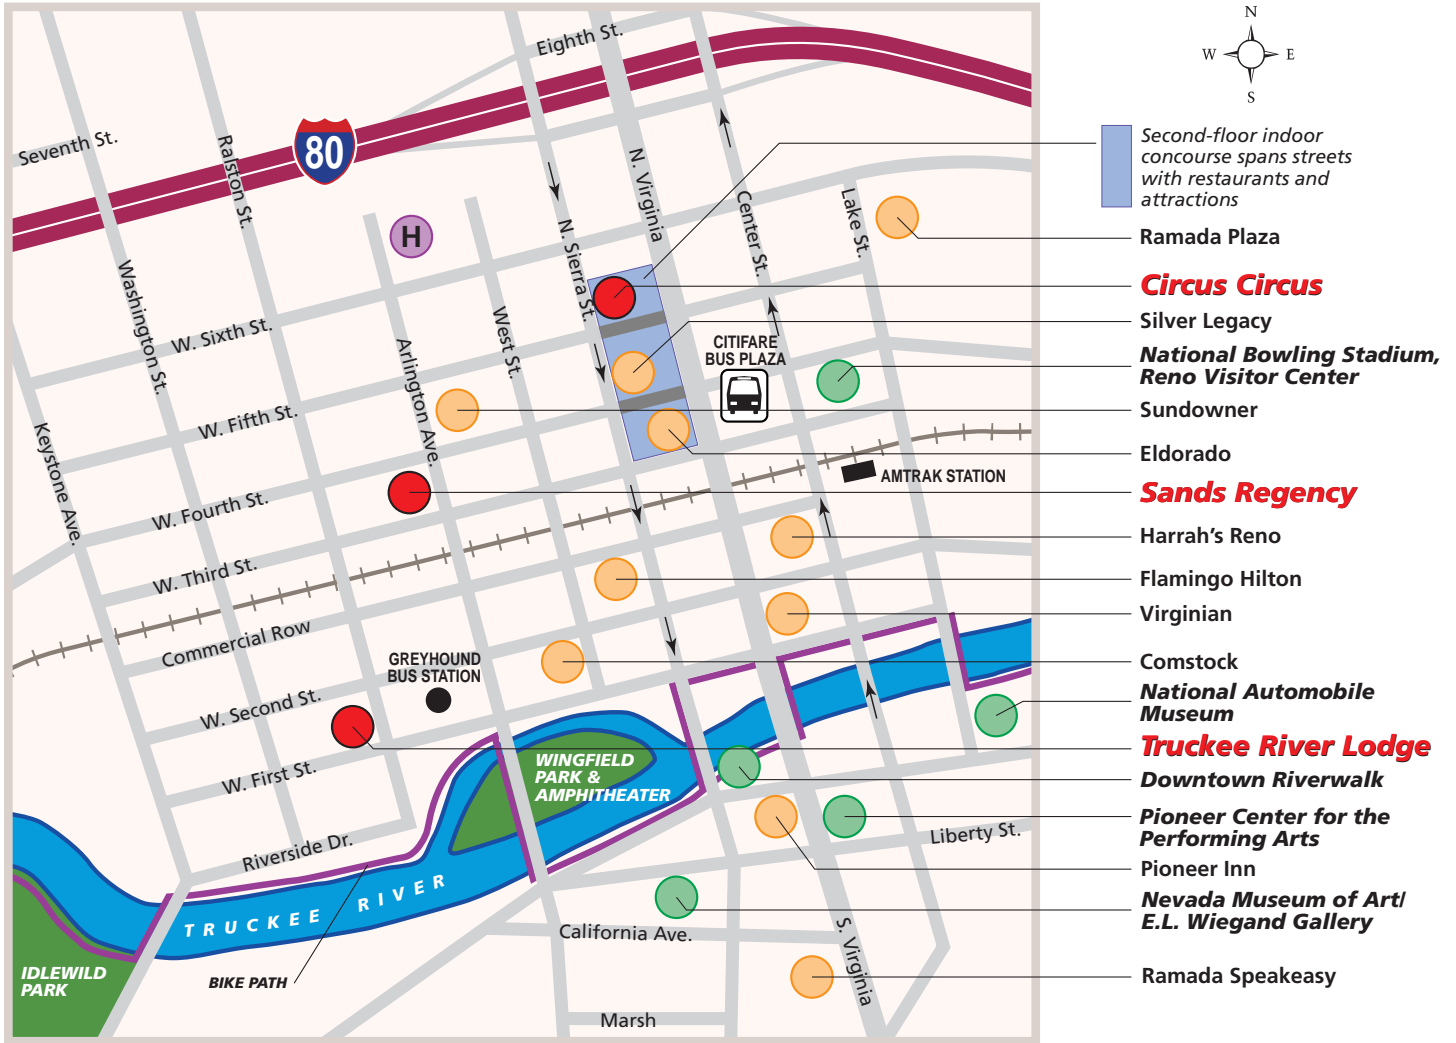 N
W
E
S
Eighth St.
Seventh St.
80
Ralston St.
N. Virginia
Center St.
Lake St.
H
N. Sierra St.
Washington St.
W. Sixth St.
West St.
Arlington Ave.
CITIFARE
BUS PLAZA
W. Fifth St.
Keystone Ave.
AMTRAK STATION
W. Fourth St.
W. Third St.
Commercial Row
GREYHOUND
BUS STATION
W. Second St.
W. First St.
WINGFIELD
PARK &
AMPHITHEATER
Riverside Dr.
Liberty St.
TRUCKEE RIVER
California Ave.
S. Virginia
IDLEWILD
PARK
BIKE PATH
Marsh
Second-floor indoor
concourse spans streets
with restaurants and
attractions
Ramada Plaza
Circus Circus
Silver Legacy
National Bowling Stadium,
Reno Visitor Center
Sundowner
Eldorado
Sands Regency
Harrah's Reno
Flamingo Hilton
Virginian
Comstock
National Automobile
Museum
Truckee River Lodge
Downtown Riverwalk
Pioneer Center for the
Performing Arts
Pioneer Inn
Nevada Museum of Art/
E.L. Wiegand Gallery
Ramada Speakeasy